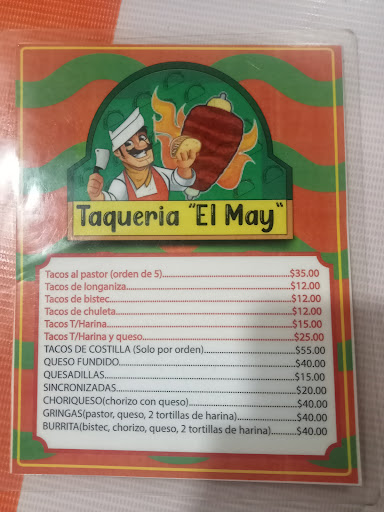 Taqueria "El May"
Tacos al pastor (orden de 5)..........$35.00
Tacos de longaniza..........$12.00
Tacos de bistec..........$12.00
Tacos de chuleta..........$12.00
Tacos T/Harina..........$15.00
Tacos T/Harina y queso..........$25.00
TACOS DE COSTILLA (Solo por orden)..........$55.00
QUESO FUNDIDO..........$40.00
QUESADILLAS..........$15.00
SINCRONIZADAS..........$20.00
CHORIQUESO(chorizo con queso)..........$40.00
GRINGAS(pastor, queso, 2 tortillas de harina)..........$40.00
BURRITA(bistec, chorizo, queso, 2 tortillas de harina)..........$40.00